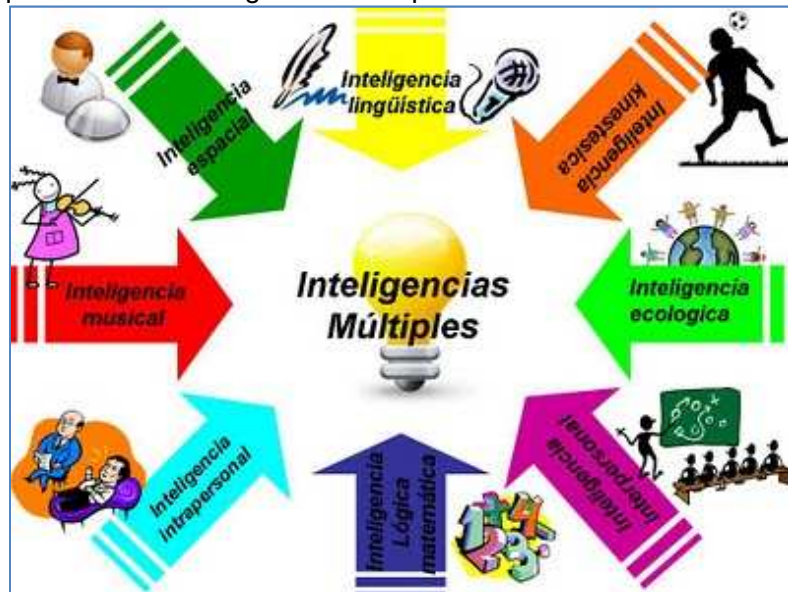 Inteligencia
espacial
Inteligencia
lingüística
Inteligencia
kinestesica
Inteligencia
musical
Inteligencias
Múltiples
Inteligencia
ecologica
Inteligencia
intrapersonal
Inteligencia
Lógica
matemática
Inteligencia
interpersonal